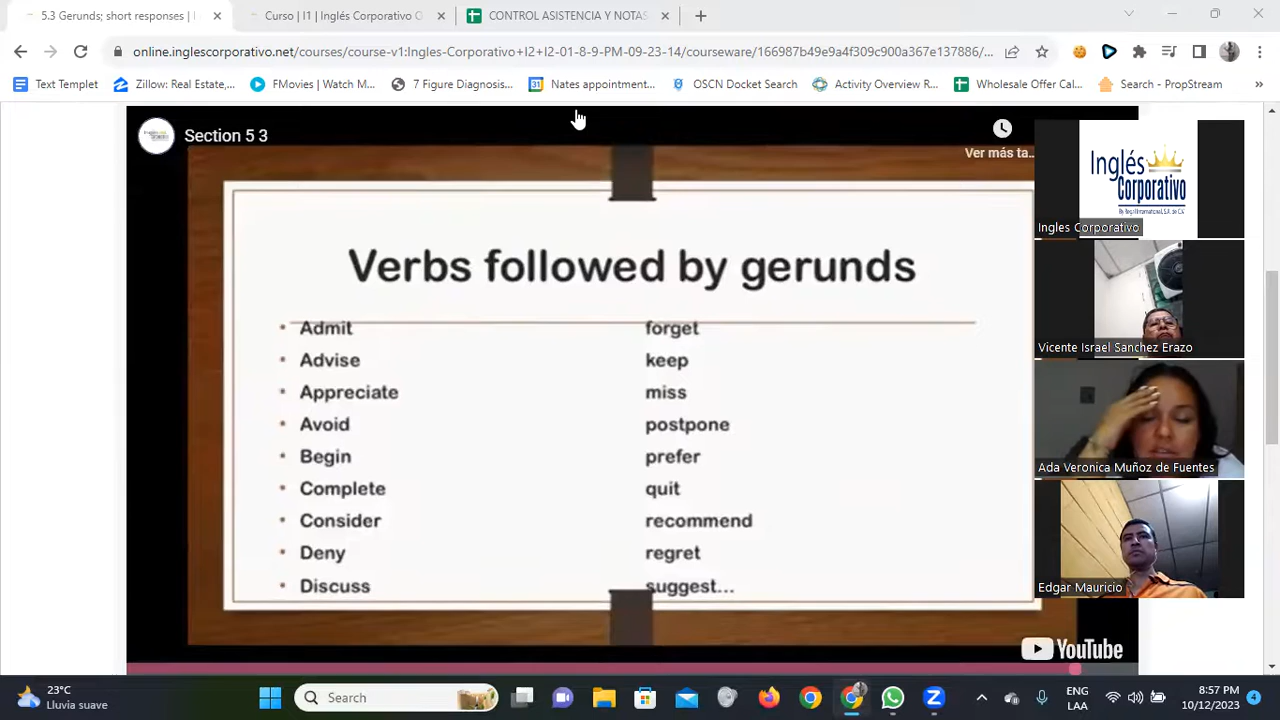 5.3 Gerunds; short responses |
Curso | I1 | Inglés Corporativo O
CONTROL ASISTENCIA Y NOTAS
online.inglescorporativo.net/courses/course-v1:Ingles-Corporativo+I2+I2-01-8-9-PM-09-23-14/courseware/166987b49e9a4f309c900a367e137886/...
Text Templet
Zillow: Real Estate,...
FMovies | Watch M...
7 Figure Diagnosis...
31
Nates appointment...
OSCN Docket Search
Activity Overview R...
Wholesale Offer Cal...
Search - PropStream
»
Section 5 3
Ver más ta...
Verbs followed by gerunds
• Admit
• Advise
• Appreciate
• Avoid
• Begin
• Complete
• Consider
• Deny
• Discuss
forget
keep
miss
postpone
prefer
quit
recommend
regret
suggest...
YouTube
Inglés
Corporativo
Ingles Corporativo
Vicente Israel Sanchez Erazo
Ada Veronica Muñoz de Fuentes
Edgar Mauricio
23°C
Lluvia suave
Search
ENG
LAA
8:57 PM
10/12/2023
4